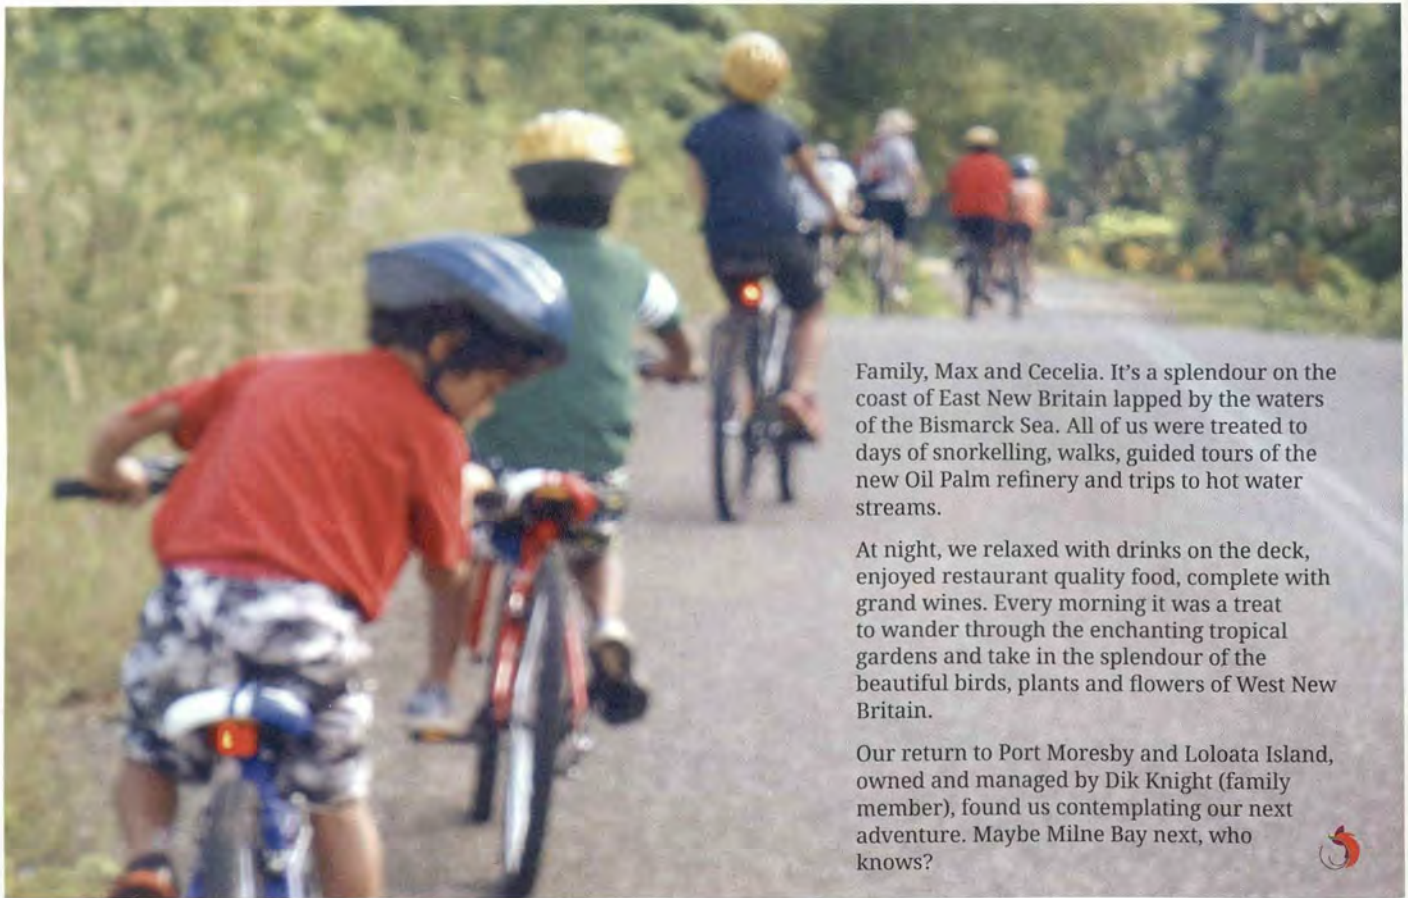 Family, Max and Cecelia. It's a splendour on the
coast of East New Britain lapped by the waters
of the Bismarck Sea. All of us were treated to
days of snorkelling, walks, guided tours of the
new Oil Palm refinery and trips to hot water
streams.
At night, we relaxed with drinks on the deck,
enjoyed restaurant quality food, complete with
grand wines. Every morning it was a treat
to wander through the enchanting tropical
gardens and take in the splendour of the
beautiful birds, plants and flowers of West New
Britain.
Our return to Port Moresby and Loloata Island,
owned and managed by Dik Knight (family
member), found us contemplating our next
adventure. Maybe Milne Bay next, who
knows?